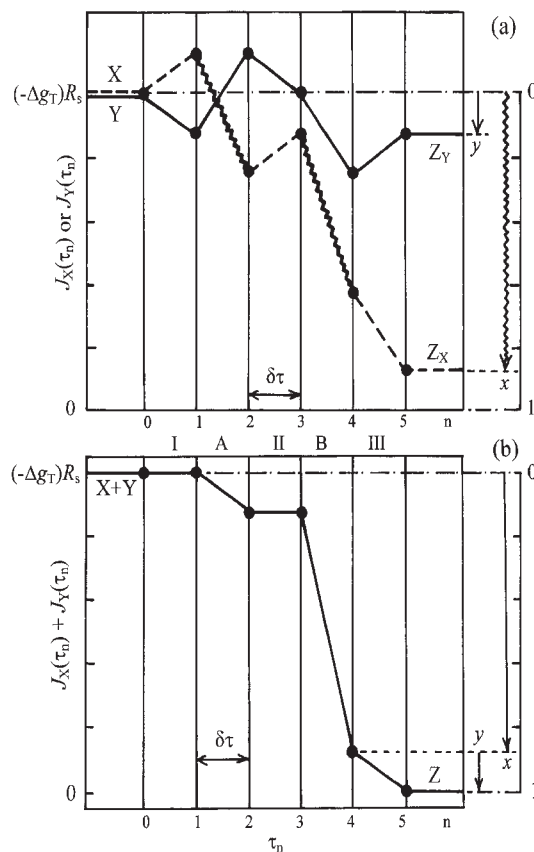 (a)
X
(-Δg_T)R_s
0
Y
y
Z_Y
J_X(τ_n) or J_Y(τ_n)
Z_X
δτ
x
0
1
0 1 2 3 4 5 n
I A II B III
(b)
(-Δg_T)R_s
0
X+Y
J_X(τ_n) + J_Y(τ_n)
δτ
y
x
Z
0
1
0 1 2 3 4 5 n
τ_n